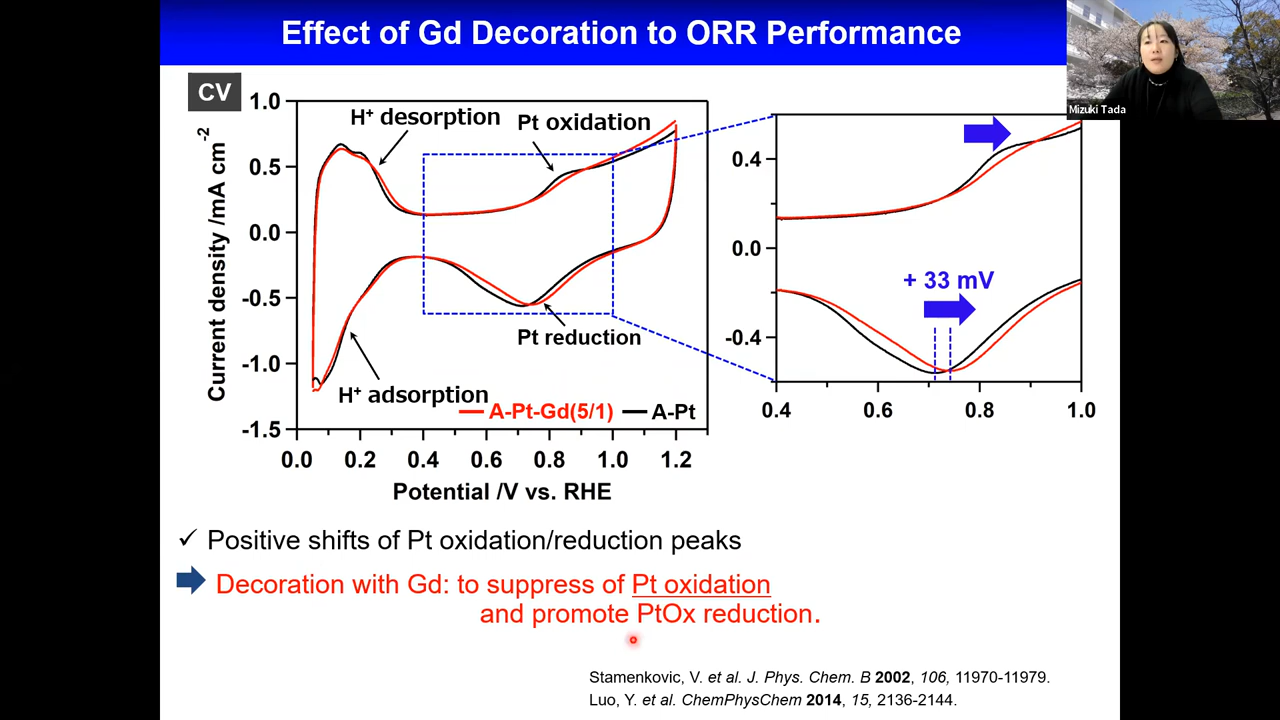 Effect of Gd Decoration to ORR Performance
Mizuki Tada
CV
Current density /mA cm⁻²
1.0
0.5
0.0
-0.5
-1.0
-1.5
H⁺ desorption
Pt oxidation
Pt reduction
H⁺ adsorption
A-Pt-Gd(5/1) A-Pt
0.0 0.2 0.4 0.6 0.8 1.0 1.2
Potential /V vs. RHE
0.4
0.0
-0.4
+ 33 mV
0.4 0.6 0.8 1.0
✓ Positive shifts of Pt oxidation/reduction peaks
Decoration with Gd: to suppress of Pt oxidation
and promote PtOx reduction.
Stamenkovic, V. et al. J. Phys. Chem. B 2002, 106, 11970-11979.
Luo, Y. et al. ChemPhysChem 2014, 15, 2136-2144.